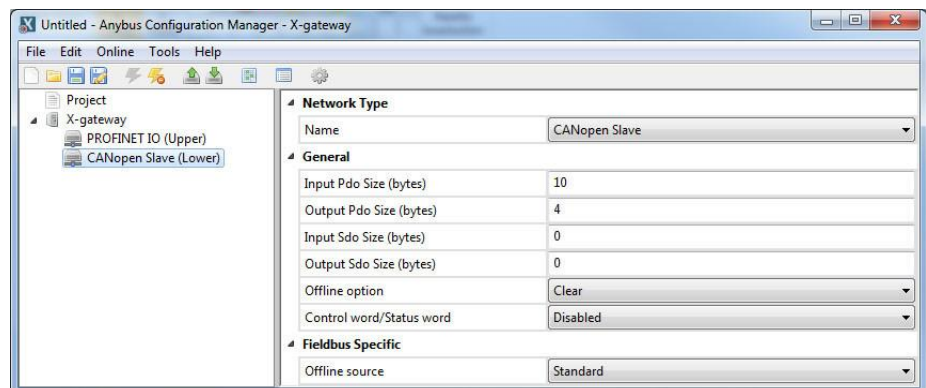 Untitled - Anybus Configuration Manager - X-gateway
File Edit Online Tools Help
Project
X-gateway
PROFINET IO (Upper)
CANopen Slave (Lower)
Network Type
Name CANopen Slave
General
Input Pdo Size (bytes) 10
Output Pdo Size (bytes) 4
Input Sdo Size (bytes) 0
Output Sdo Size (bytes) 0
Offline option Clear
Control word/Status word Disabled
Fieldbus Specific
Offline source Standard